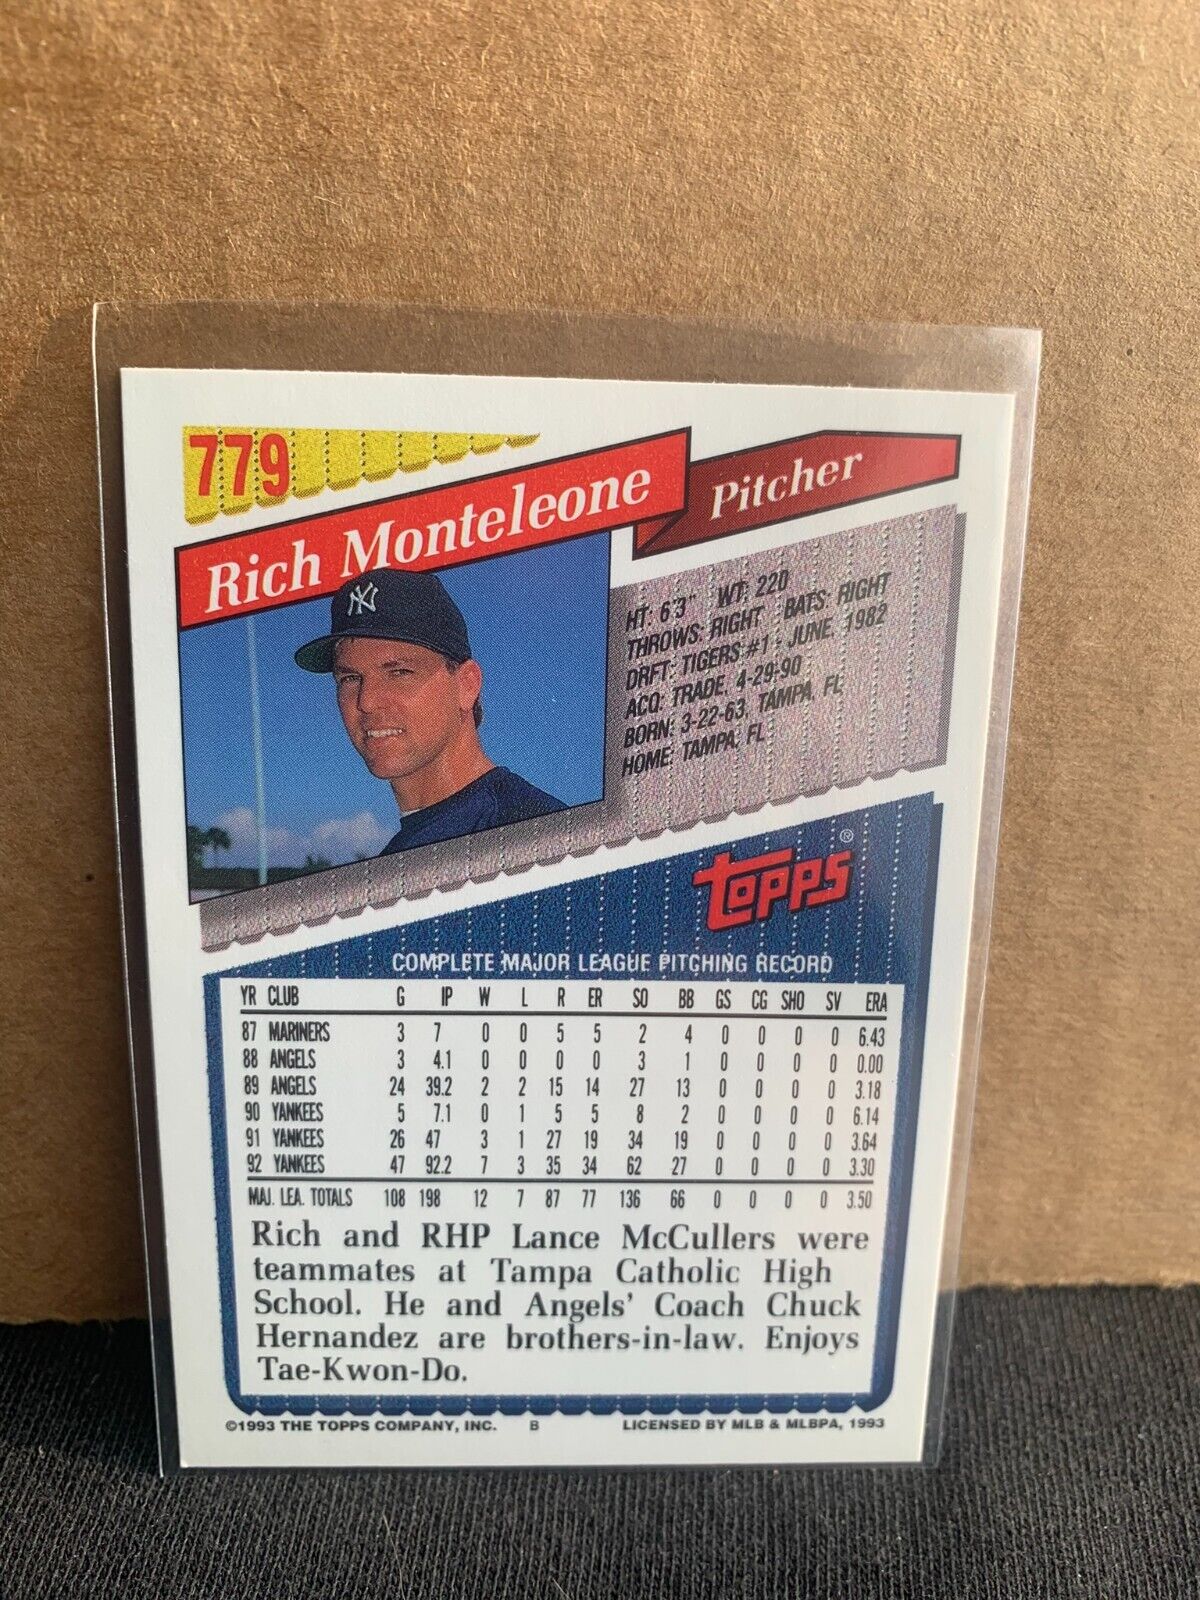 779
Rich Monteleone
Pitcher
NY
HT: 6'3" WT: 220
THROWS: RIGHT BATS: RIGHT
DRFT: TIGERS #1 - JUNE, 1982
ACQ: TRADE, 4-29-90
BORN: 3-22-63, TAMPA, FL
HOME: TAMPA, FL
TOPPS®
COMPLETE MAJOR LEAGUE PITCHING RECORD
YR CLUB G IP W L R ER SO BB GS CG SHO SV ERA
87 MARINERS 3 7 0 0 5 5 2 4 0 0 0 0 6.43
88 ANGELS 3 4.1 0 0 0 0 3 1 0 0 0 0 0.00
89 ANGELS 24 39.2 2 2 15 14 27 13 0 0 0 0 3.18
90 YANKEES 5 7.1 0 1 5 5 8 2 0 0 0 0 6.14
91 YANKEES 26 47 3 1 27 19 34 19 0 0 0 0 3.64
92 YANKEES 47 92.2 7 3 35 34 62 27 0 0 0 0 3.30
MAJ. LEA. TOTALS 108 198 12 7 87 77 136 66 0 0 0 0 3.50
Rich and RHP Lance McCullers were
teammates at Tampa Catholic High
School. He and Angels' Coach Chuck
Hernandez are brothers-in-law. Enjoys
Tae-Kwon-Do.
©1993 THE TOPPS COMPANY, INC. B LICENSED BY MLB & MLBPA, 1993